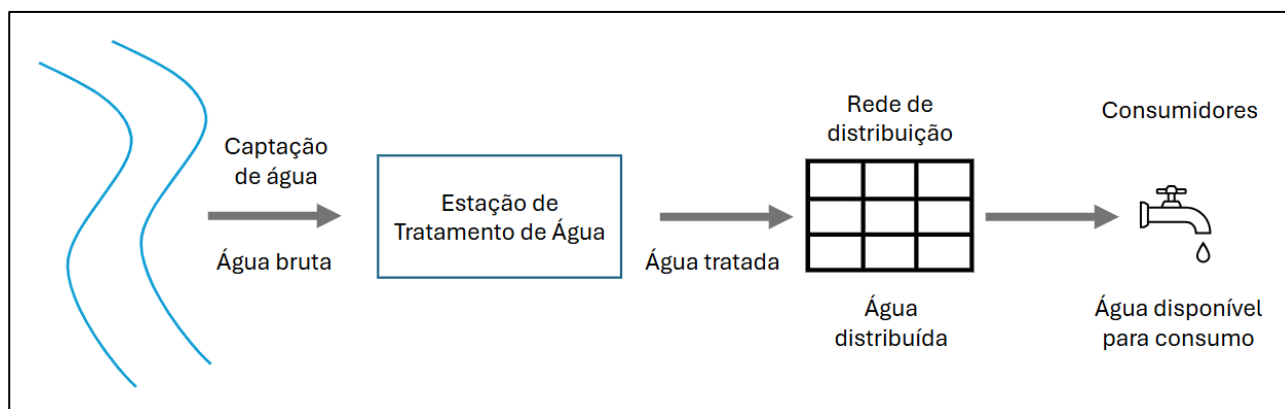 Captação
de água
Água bruta
Estação de
Tratamento de Água
Água tratada
Rede de
distribuição
Água
distribuída
Consumidores
Água disponível
para consumo